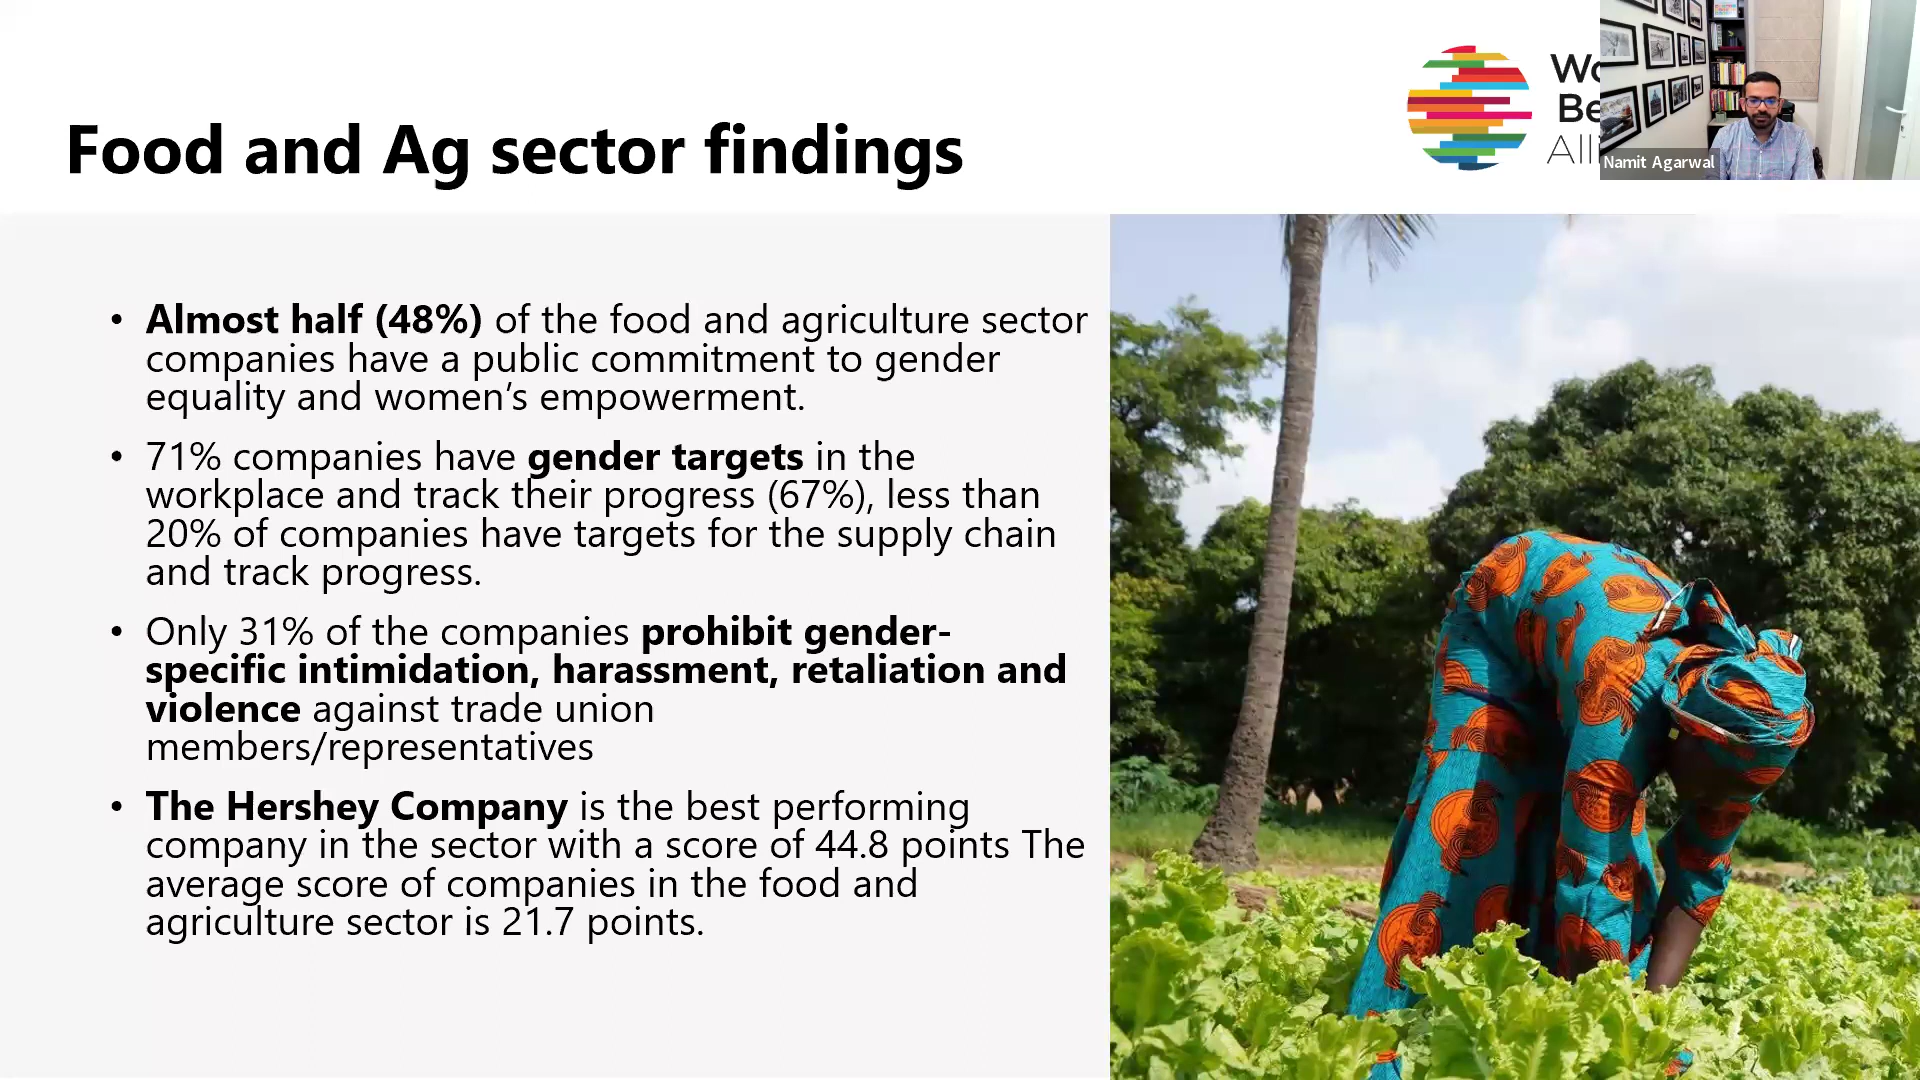 Food and Ag sector findings
Namit Agarwal
• Almost half (48%) of the food and agriculture sector
companies have a public commitment to gender
equality and women’s empowerment.
• 71% companies have gender targets in the
workplace and track their progress (67%), less than
20% of companies have targets for the supply chain
and track progress.
• Only 31% of the companies prohibit gender-
specific intimidation, harassment, retaliation and
violence against trade union
members/representatives
• The Hershey Company is the best performing
company in the sector with a score of 44.8 points The
average score of companies in the food and
agriculture sector is 21.7 points.